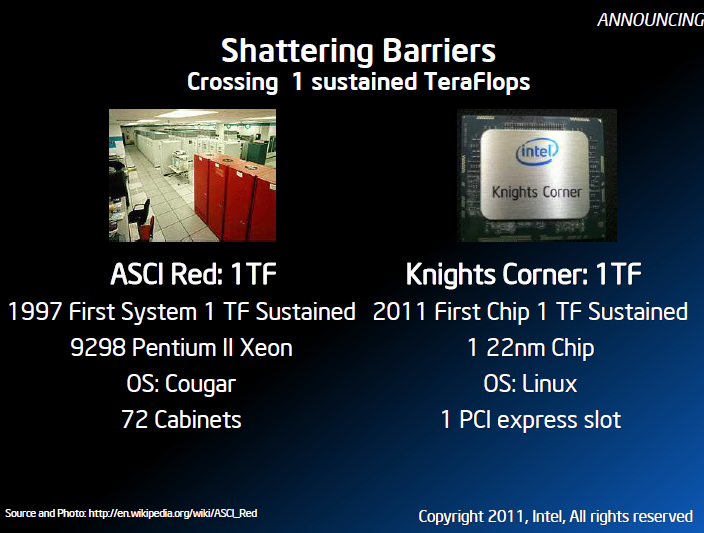 ANNOUNCING
Shattering Barriers
Crossing 1 sustained TeraFlops
intel
Knights Corner
ASCI Red: 1TF
1997 First System 1 TF Sustained
9298 Pentium II Xeon
OS: Cougar
72 Cabinets
Knights Corner: 1TF
2011 First Chip 1 TF Sustained
1 22nm Chip
OS: Linux
1 PCI express slot
Source and Photo: http://en.wikipedia.org/wiki/ASCI_Red
Copyright 2011, Intel, All rights reserved